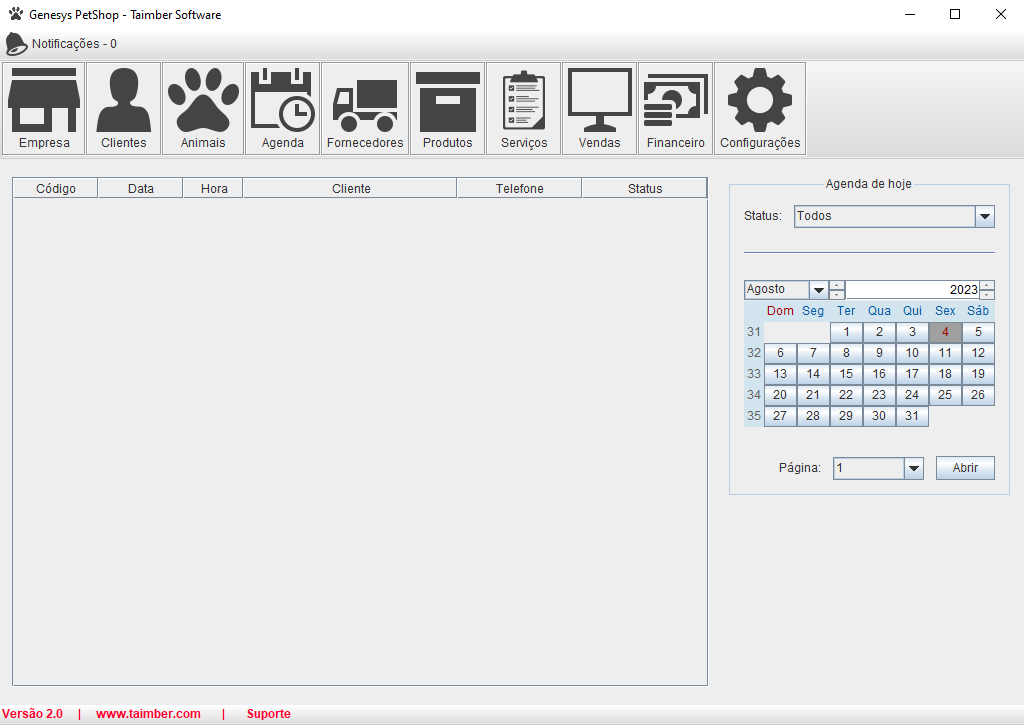 Genesys PetShop - Taimber Software
Notificações - 0
Empresa Clientes Animais Agenda Fornecedores Produtos Serviços Vendas Financeiro Configurações
Código Data Hora Cliente Telefone Status
Agenda de hoje
Status: Todos
Agosto 2023
Dom Seg Ter Qua Qui Sex Sáb
31 1 2 3 4 5
32 6 7 8 9 10 11 12
33 13 14 15 16 17 18 19
34 20 21 22 23 24 25 26
35 27 28 29 30 31
Página: 1 Abrir
Versão 2.0 | www.taimber.com | Suporte